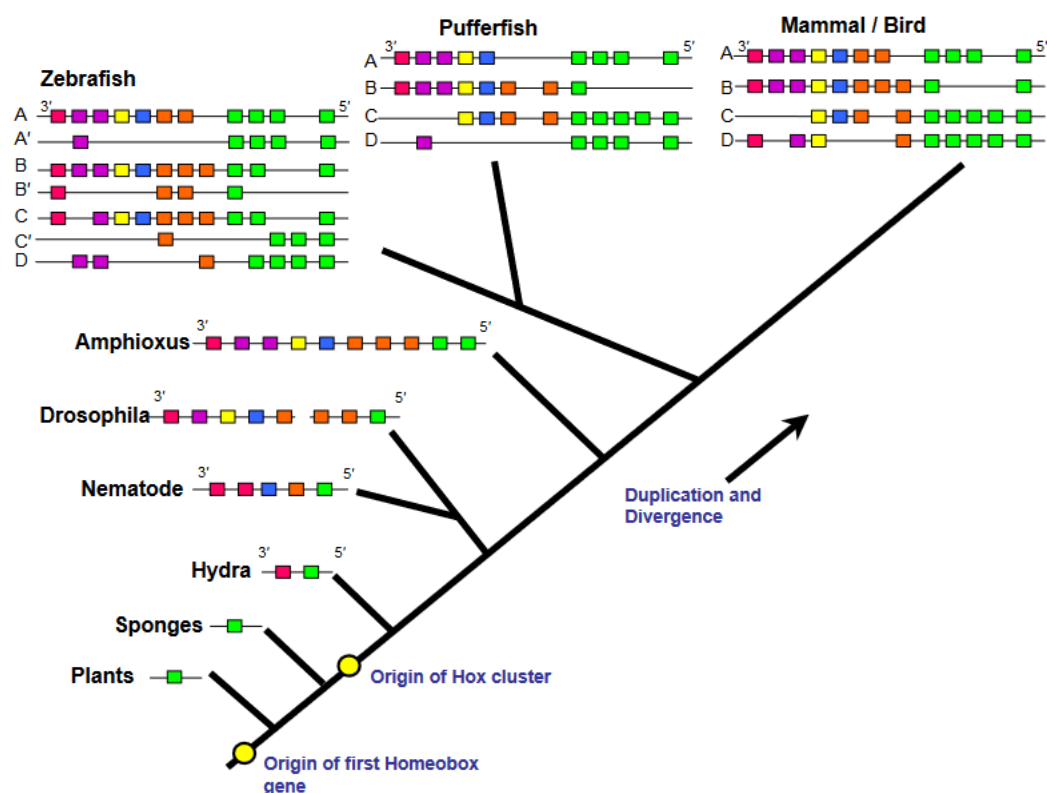 Zebrafish
3′
5′
A
A′
B
B′
C
C′
D
Pufferfish
3′
5′
A
B
C
D
Mammal / Bird
3′
5′
A
B
C
D
Amphioxus
3′
5′
Drosophila
3′
5′
Nematode
3′
5′
Hydra
3′
5′
Sponges
Plants
Duplication and
Divergence
Origin of Hox cluster
Origin of first Homeobox
gene